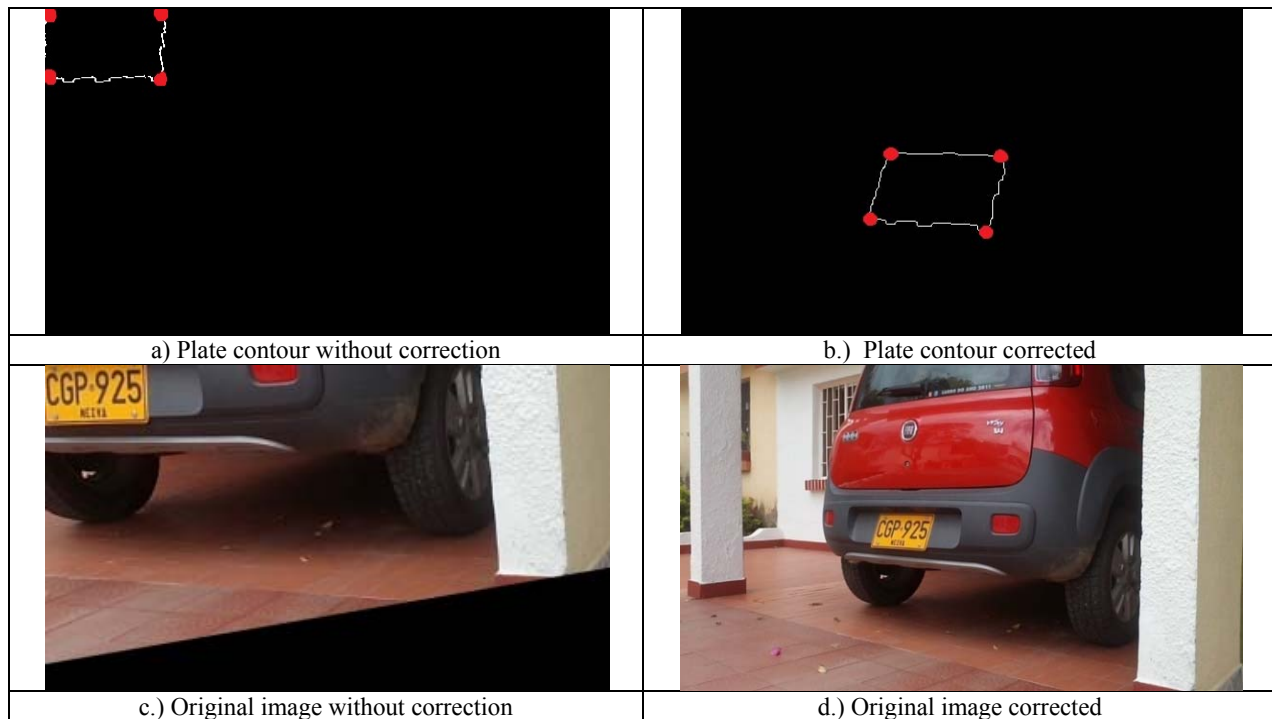 a) Plate contour without correction
b.) Plate contour corrected
CGP·925
NEIVA
CGP·925
NEIVA
c.) Original image without correction
d.) Original image corrected